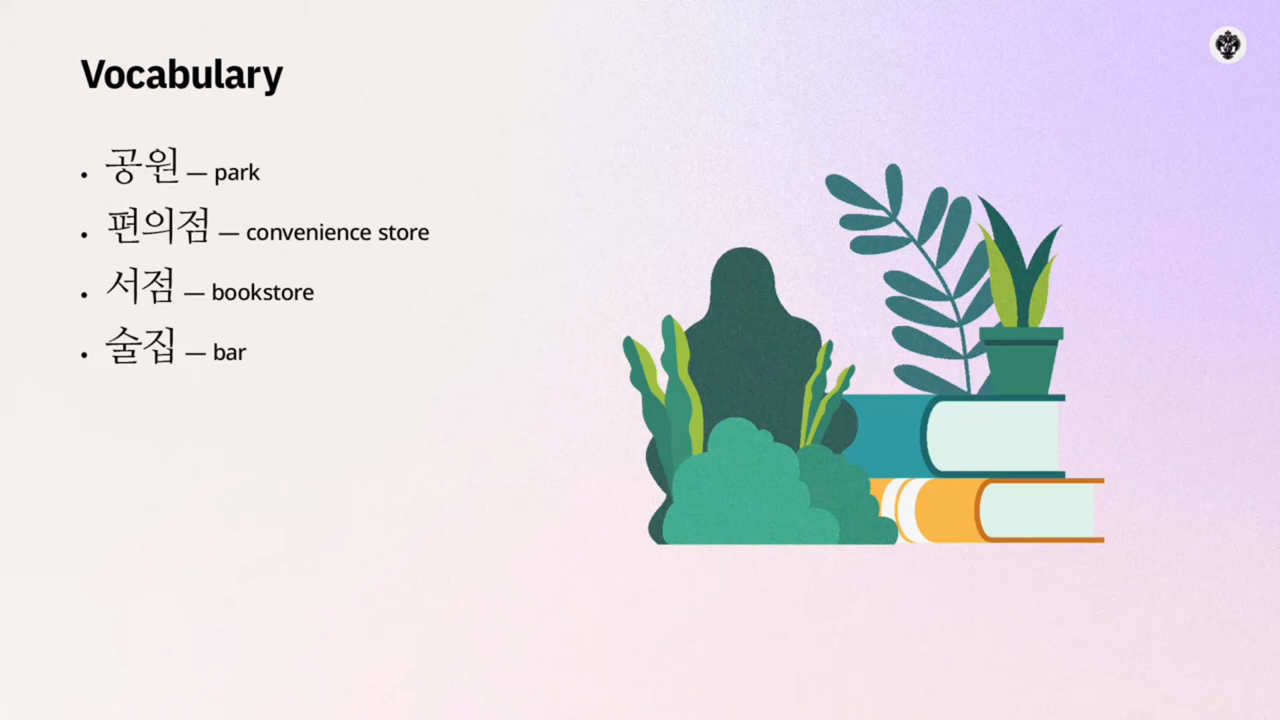 Vocabulary
• 공원 — park
• 편의점 — convenience store
• 서점 — bookstore
• 술집 — bar